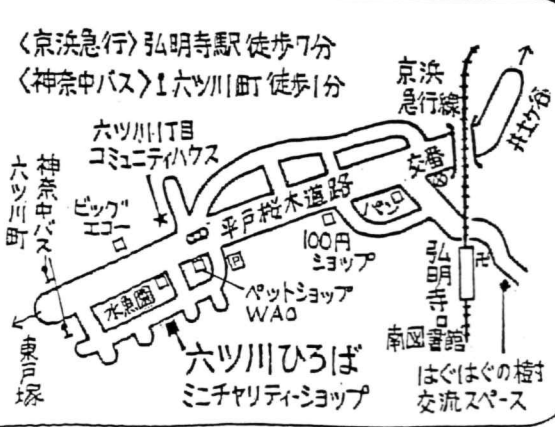 〈京浜急行〉弘明寺駅 徒歩7分
〈神奈中バス〉六ツ川町 徒歩1分
京浜
急行線
井土ケ谷
六ツ川1丁目
コミュニティハウス
交番
神奈中バス
六ツ川町
ビッグ
エコー
平戸桜木道路
パン
100円
ショップ
弘明寺
卍
回
水魚園
ペットショップ
WAO
東戸塚
六ツ川ひろば
ミニチャリティーショップ
南図書館
はぐはぐの樹
交流スペース